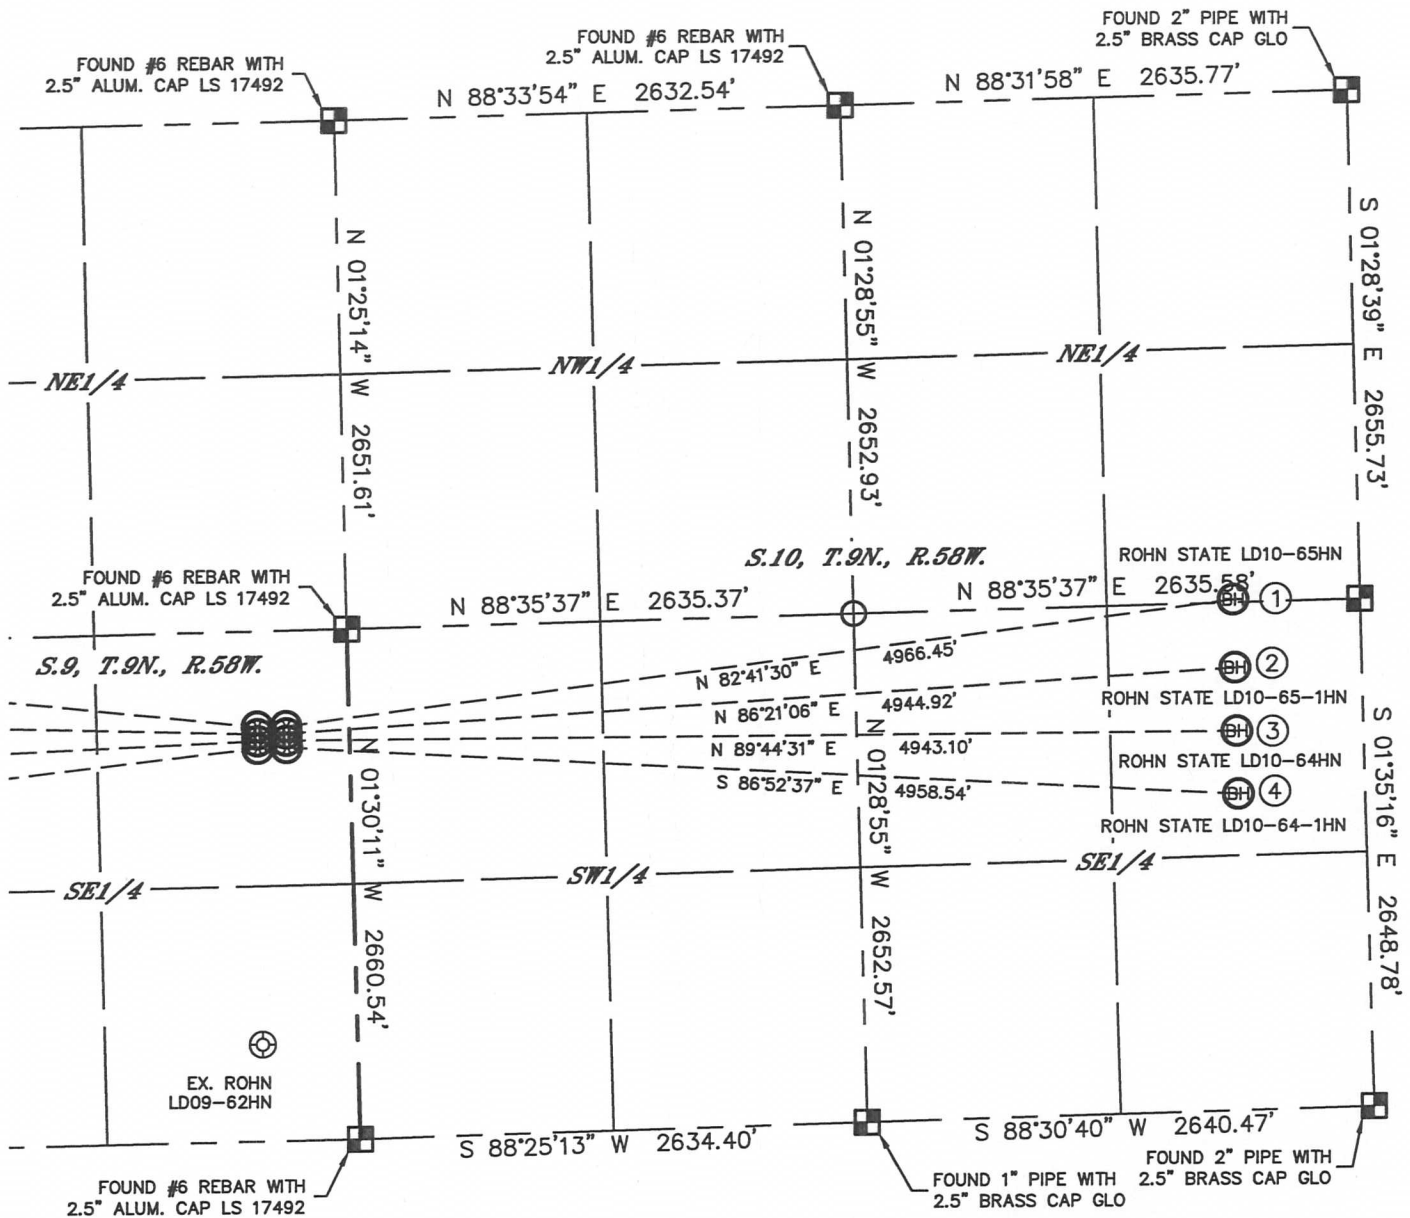 FOUND #6 REBAR WITH
2.5" ALUM. CAP LS 17492
FOUND #6 REBAR WITH
2.5" ALUM. CAP LS 17492
FOUND 2" PIPE WITH
2.5" BRASS CAP GLO
N 88°33'54" E 2632.54'
N 88°31'58" E 2635.77'
N 01°25'14" W 2651.61'
N 01°28'55" W 2652.93'
S 01°28'39" E 2655.73'
NE1/4
NW1/4
NE1/4
FOUND #6 REBAR WITH
2.5" ALUM. CAP LS 17492
S.10, T.9N., R.58W.
ROHN STATE LD10-65HN
N 88°35'37" E 2635.37'
N 88°35'37" E 2635.58'
BH 1
S.9, T.9N., R.58W.
N 82°41'30" E 4966.45'
BH 2
ROHN STATE LD10-65-1HN
N 86°21'06" E 4944.92'
BH 3
N 89°44'31" E 4943.10'
ROHN STATE LD10-64HN
S 86°52'37" E 4958.54'
BH 4
ROHN STATE LD10-64-1HN
N 01°30'11" W 2660.54'
N 01°28'55" W 2652.57'
S 01°35'16" E 2648.78'
SE1/4
SW1/4
SE1/4
EX. ROHN
LD09-62HN
S 88°25'13" W 2634.40'
S 88°30'40" W 2640.47'
FOUND #6 REBAR WITH
2.5" ALUM. CAP LS 17492
FOUND 1" PIPE WITH
2.5" BRASS CAP GLO
FOUND 2" PIPE WITH
2.5" BRASS CAP GLO